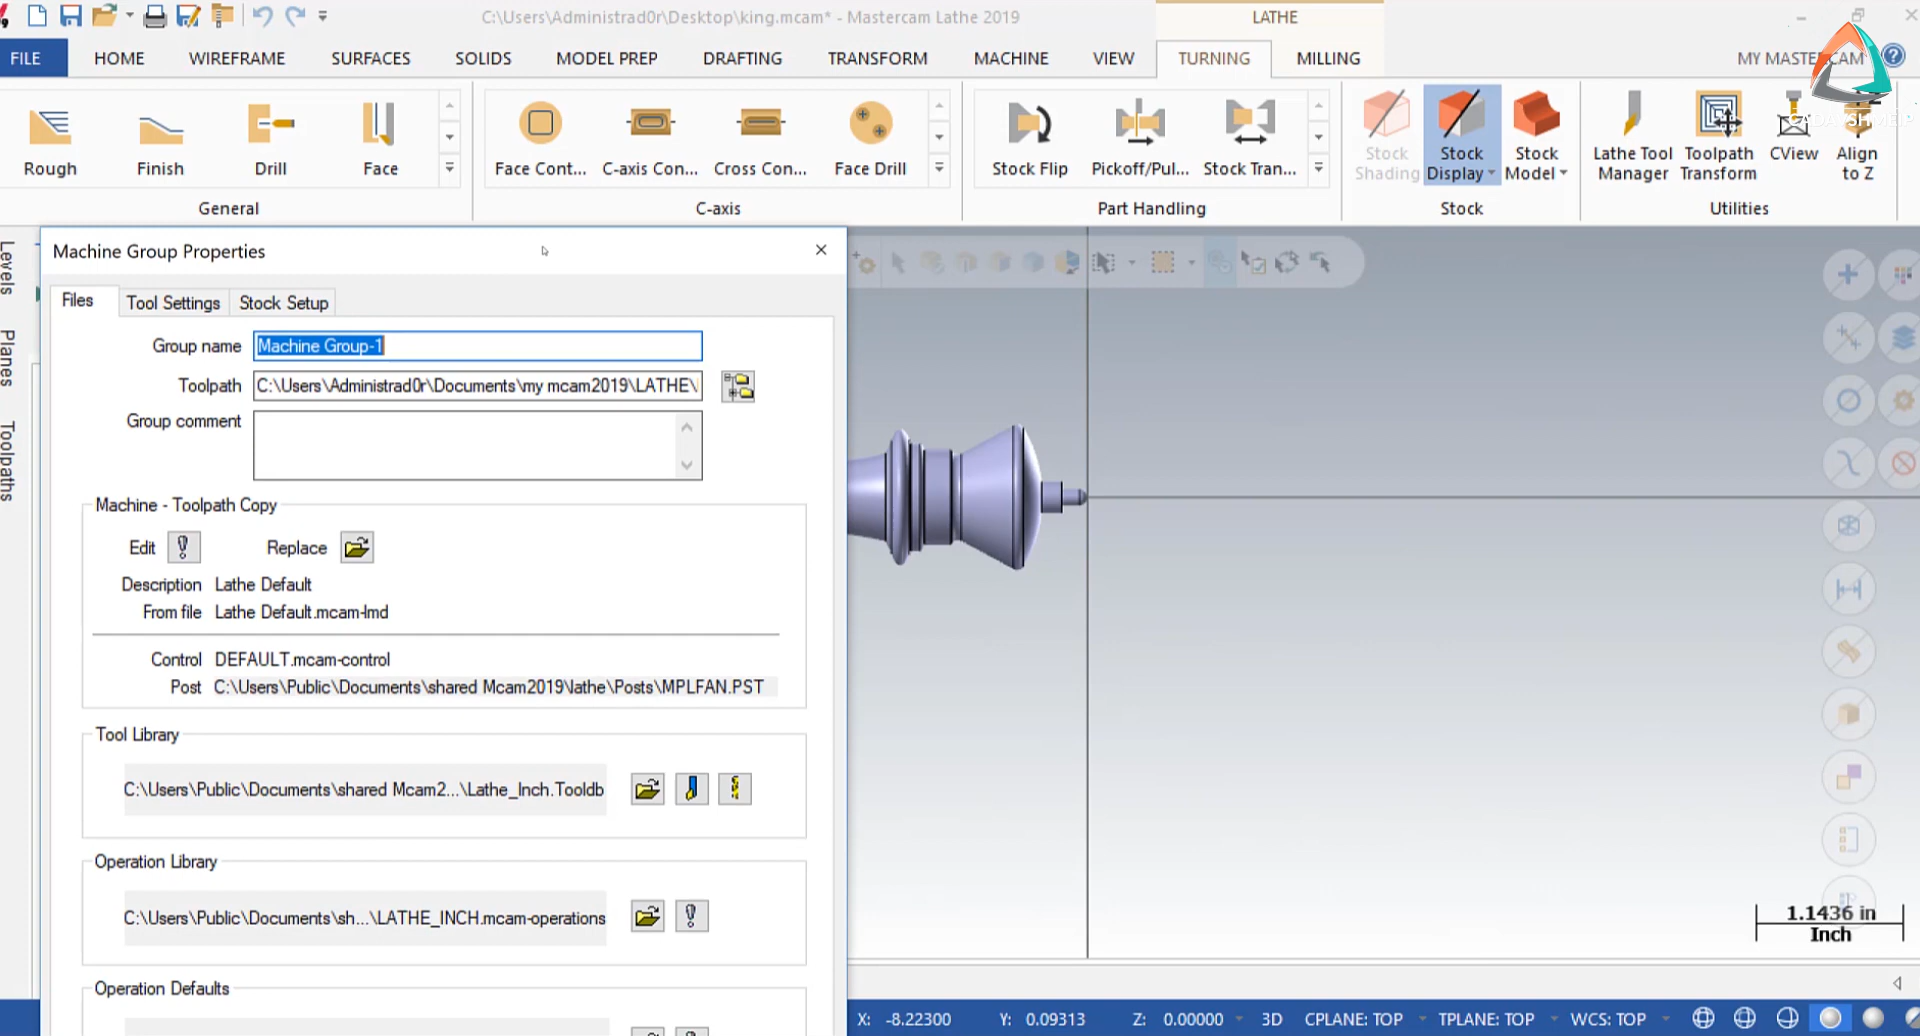 C:\Users\Administrad0r\Desktop\king.mcam* - Mastercam Lathe 2019
LATHE
FILE HOME WIREFRAME SURFACES SOLIDS MODEL PREP DRAFTING TRANSFORM MACHINE VIEW TURNING MILLING MY MASTERCAM
Rough Finish Drill Face
General
Face Cont... C-axis Con... Cross Con... Face Drill
C-axis
Stock Flip Pickoff/Pul... Stock Tran...
Part Handling
Stock Shading
Stock Display
Stock Model
Stock
Lathe Tool Manager
Toolpath Transform
CView
Align to Z
Utilities
Levels
Planes
Toolpaths
Machine Group Properties
Files Tool Settings Stock Setup
Group name Machine Group-1
Toolpath C:\Users\Administrad0r\Documents\my mcam2019\LATHE\
Group comment
Machine - Toolpath Copy
Edit Replace
Description Lathe Default
From file Lathe Default.mcam-lmd
Control DEFAULT.mcam-control
Post C:\Users\Public\Documents\shared Mcam2019\lathe\Posts\MPLFAN.PST
Tool Library
C:\Users\Public\Documents\shared Mcam2...\Lathe_Inch.Tooldb
Operation Library
C:\Users\Public\Documents\sh...\LATHE_INCH.mcam-operations
Operation Defaults
1.1436 in
Inch
X: -8.22300 Y: 0.09313 Z: 0.00000 3D CPLANE: TOP TPLANE: TOP WCS: TOP